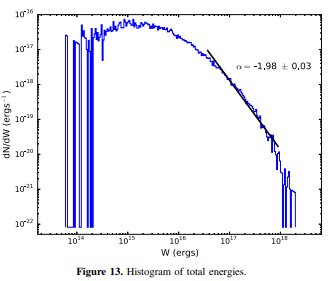 10⁻¹⁶
10⁻¹⁷
10⁻¹⁸
10⁻¹⁹
10⁻²⁰
10⁻²¹
10⁻²²
dN/dW (ergs⁻¹)
α= -1,98 ± 0,03
10¹⁴ 10¹⁵ 10¹⁶ 10¹⁷ 10¹⁸
W (ergs)
Figure 13. Histogram of total energies.